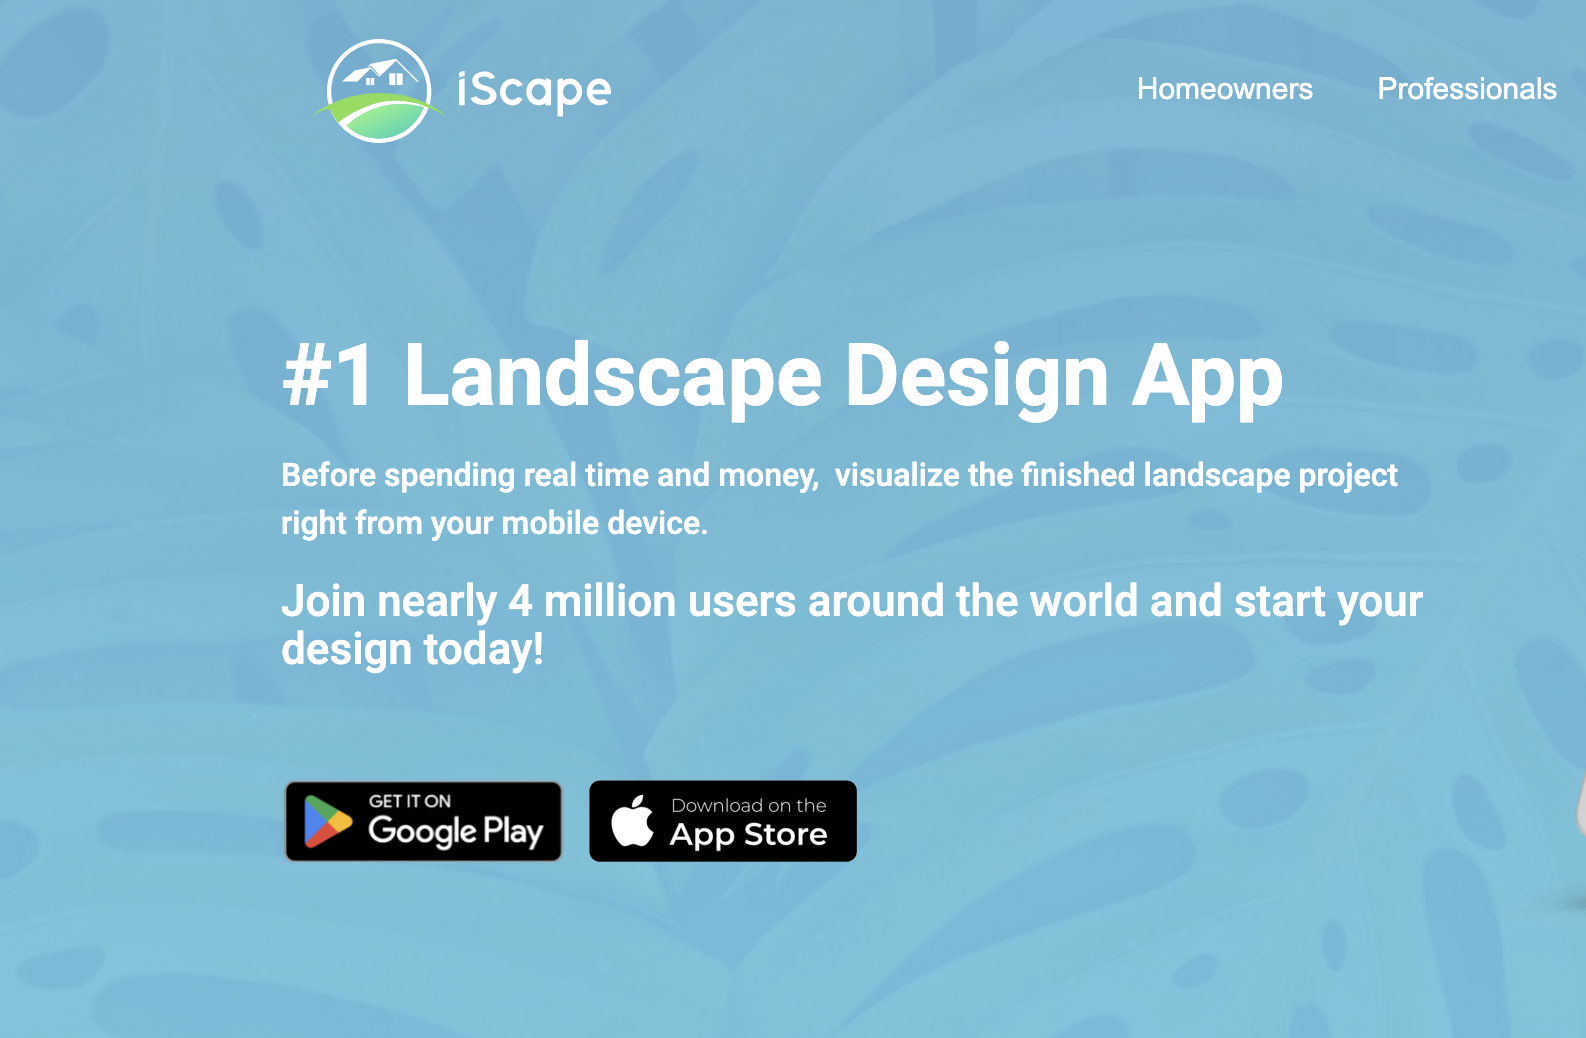 iScape
Homeowners Professionals
#1 Landscape Design App
Before spending real time and money,  visualize the finished landscape project
right from your mobile device.
Join nearly 4 million users around the world and start your
design today!
GET IT ON
Google Play
Download on the
App Store